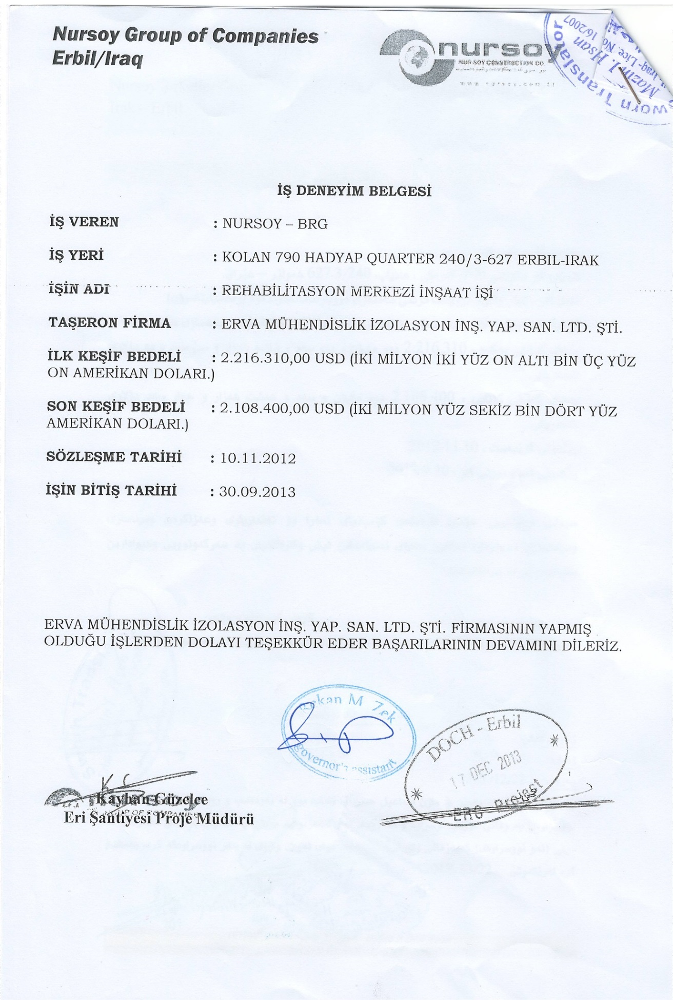 Nursoy Group of Companies
Erbil/Iraq
nursoy
NUR SOY CONSTRUCTION CO.
www.nursoy.com.tr
Sworn Translator
Mazin I. Hsan
Iraq- Lice. No. 16/2007
İŞ DENEYİM BELGESİ
İŞ VEREN : NURSOY – BRG
İŞ YERİ : KOLAN 790 HADYAP QUARTER 240/3-627 ERBIL-IRAK
İŞİN ADI : REHABİLİTASYON MERKEZİ İNŞAAT İŞİ
TAŞERON FİRMA : ERVA MÜHENDİSLİK İZOLASYON İNŞ. YAP. SAN. LTD. ŞTİ.
İLK KEŞİF BEDELİ : 2.216.310,00 USD (İKİ MİLYON İKİ YÜZ ON ALTI BİN ÜÇ YÜZ
ON AMERİKAN DOLARI.)
SON KEŞİF BEDELİ : 2.108.400,00 USD (İKİ MİLYON YÜZ SEKİZ BİN DÖRT YÜZ
AMERİKAN DOLARI.)
SÖZLEŞME TARİHİ : 10.11.2012
İŞİN BİTİŞ TARİHİ : 30.09.2013
ERVA MÜHENDİSLİK İZOLASYON İNŞ. YAP. SAN. LTD. ŞTİ. FİRMASININ YAPMIŞ
OLDUĞU İŞLERDEN DOLAYI TEŞEKKÜR EDER BAŞARILARININ DEVAMINI DİLERİZ.
M Zek
governor's assistant
DOCH - Erbil
17 DEC 2013
ERC Projest
Kayhan Güzelce
GROUP OF COMPANIES
Eri Şantiyesi Proje Müdürü